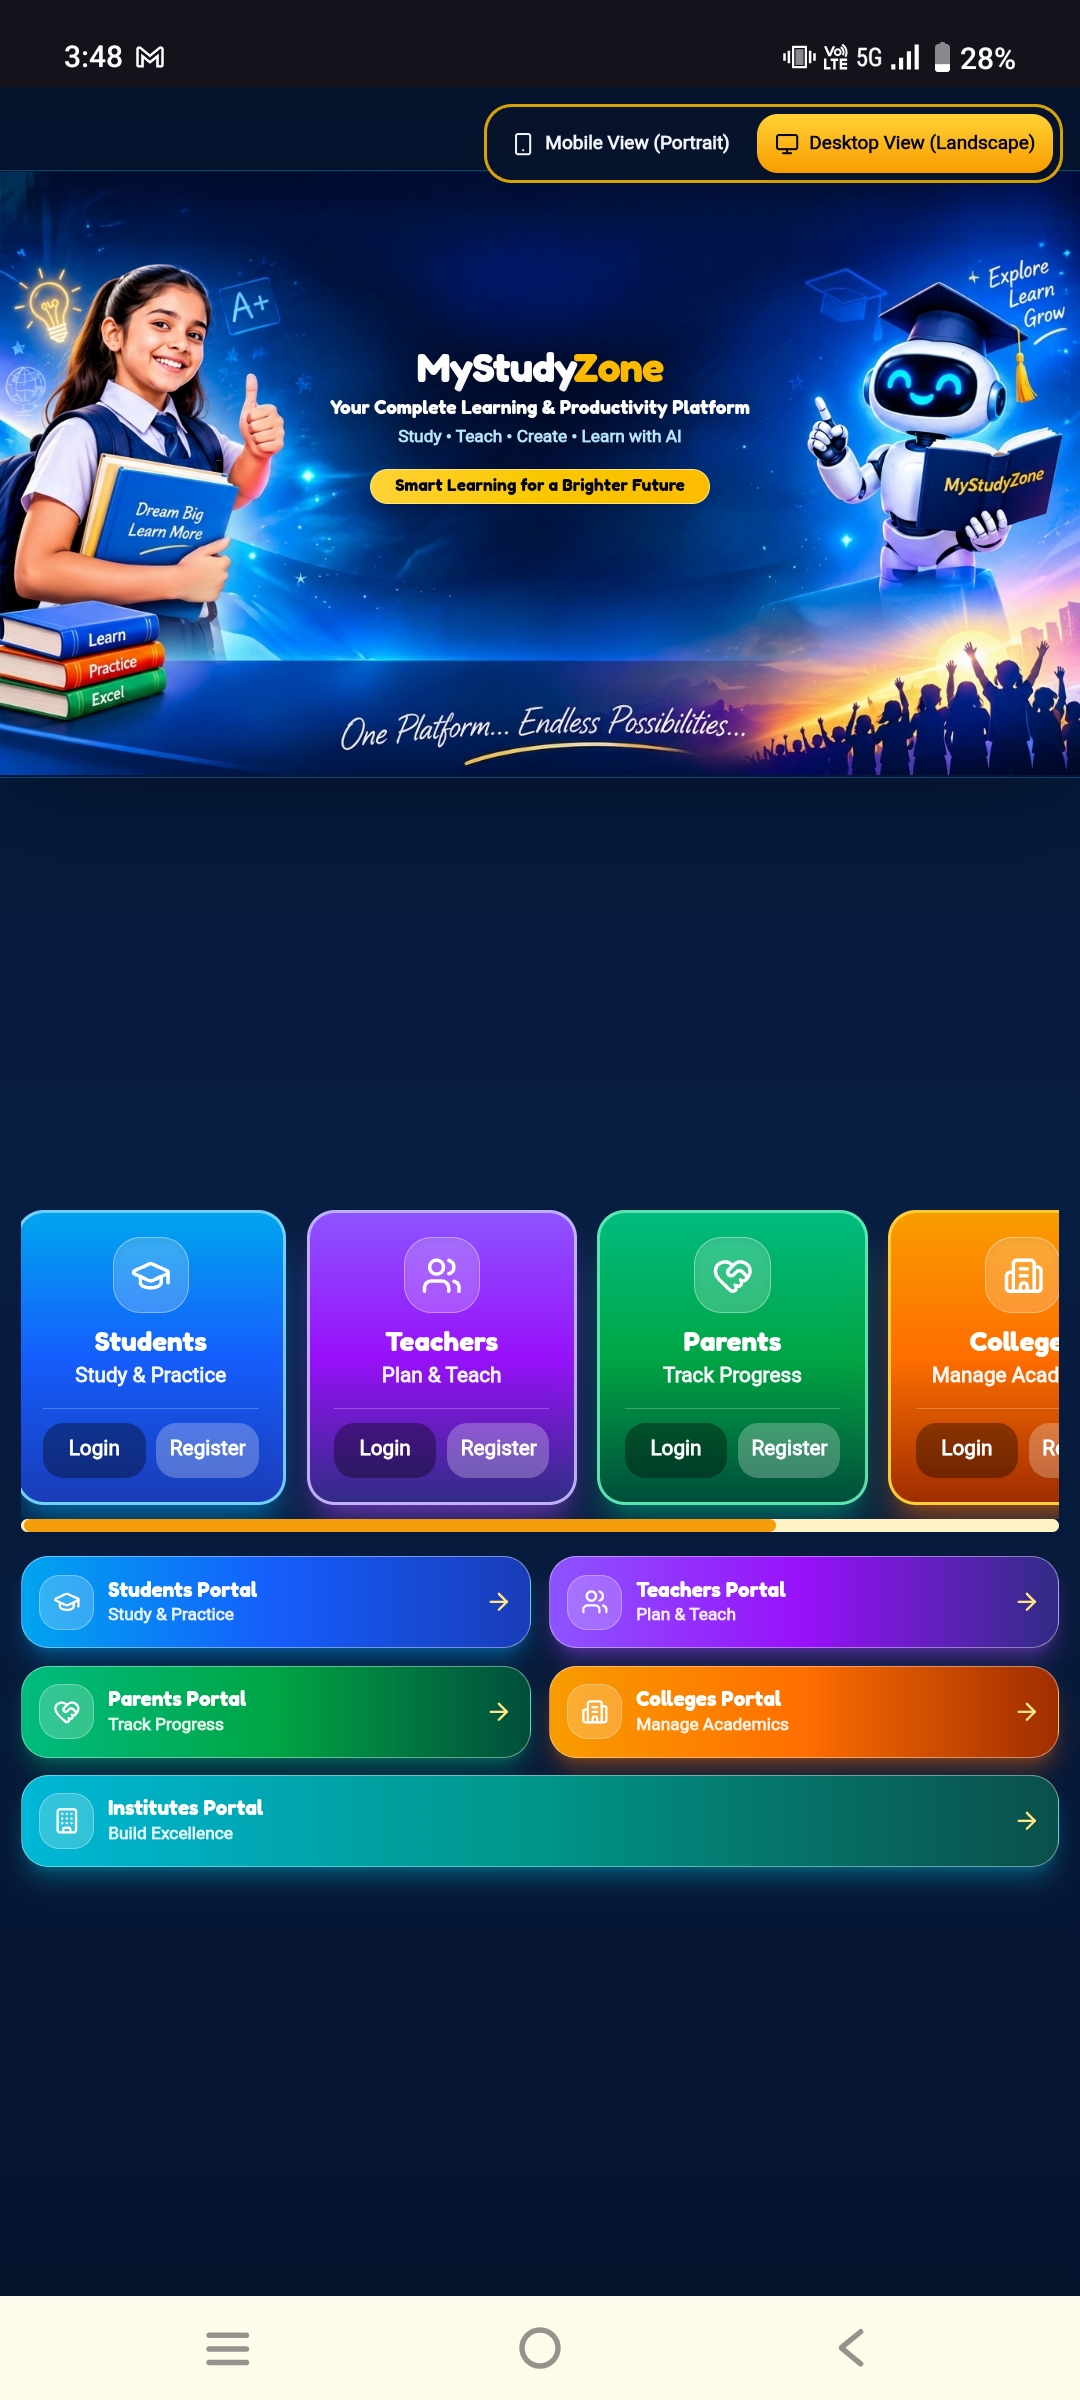 3:48
Vo)) LTE 5G 28%
Mobile View (Portrait) Desktop View (Landscape)
A+
Explore
Learn
Grow
MyStudyZone
Your Complete Learning & Productivity Platform
Study • Teach • Create • Learn with AI
Smart Learning for a Brighter Future
MyStudyZone
Dream Big
Learn More
Learn
Practice
Excel
One Platform... Endless Possibilities...
Students
Study & Practice
Login Register
Teachers
Plan & Teach
Login Register
Parents
Track Progress
Login Register
College
Manage Acad
Login Re
Students Portal
Study & Practice
Teachers Portal
Plan & Teach
Parents Portal
Track Progress
Colleges Portal
Manage Academics
Institutes Portal
Build Excellence